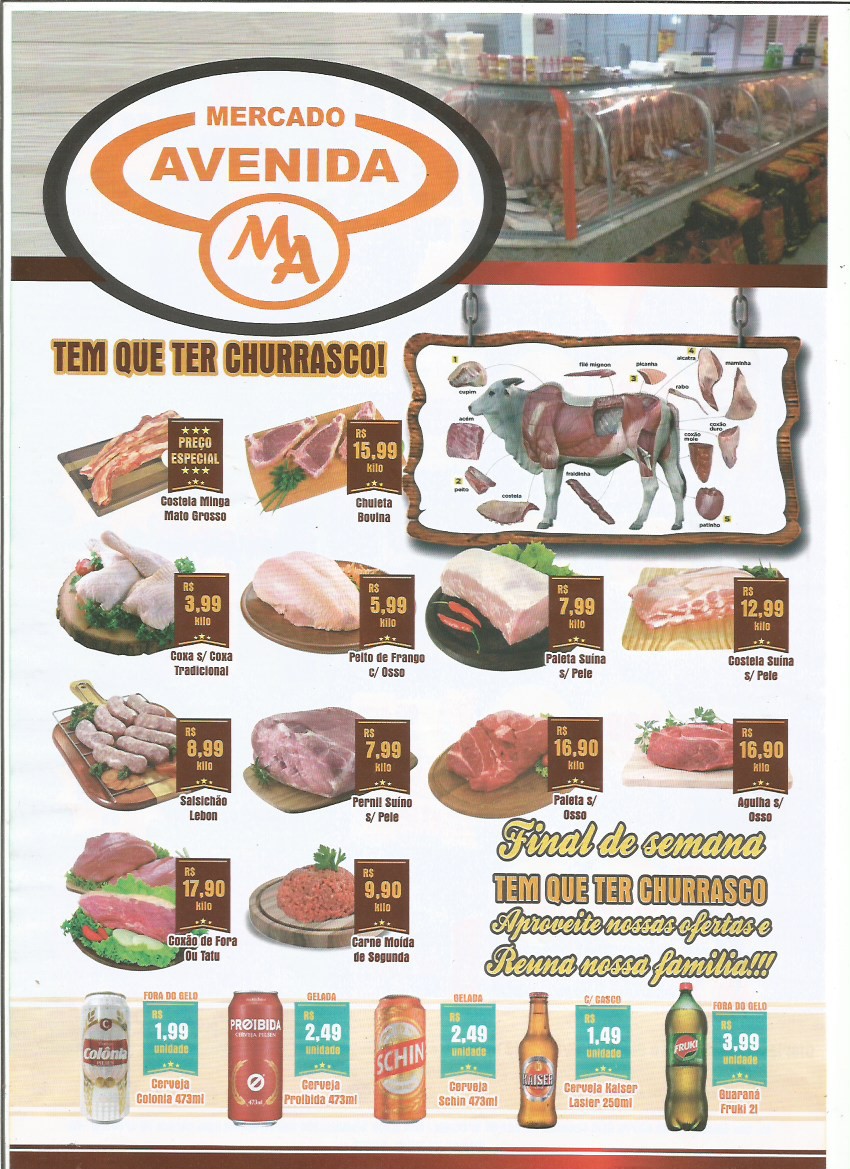 MERCADO
AVENIDA
MA
TEM QUE TER CHURRASCO!
1
cupim
filé mignon
3
picanha
4
alcatra
maminha
rabo
acém
coxão
mole
coxão
duro
2
peito
costela
fraldinha
5
patinho
PREÇO
ESPECIAL
Costela Minga
Mato Grosso
R$
15,99
kilo
Chuleta
Bovina
R$
3,99
kilo
Coxa s/ Coxa
Tradicional
R$
5,99
kilo
Peito de Frango
c/ Osso
R$
7,99
kilo
Paleta Suína
s/ Pele
R$
12,99
kilo
Costela Suína
s/ Pele
R$
8,99
kilo
Salsichão
Lebon
R$
7,99
kilo
Pernil Suíno
s/ Pele
R$
16,90
kilo
Paleta s/
Osso
R$
16,90
kilo
Agulha s/
Osso
R$
17,90
kilo
Coxão de Fora
Ou Tatu
R$
9,90
kilo
Carne Moída
de Segunda
Final de semana
TEM QUE TER CHURRASCO
Aproveite nossas ofertas e
Reuna nossa familia!!!
Colônia
FORA DO GELO
R$
1,99
unidade
Cerveja
Colonia 473ml
PROIBIDA
CERVEJA PILSEN
473ml
GELADA
R$
2,49
unidade
Cerveja
Proibida 473ml
SCHIN
GELADA
R$
2,49
unidade
Cerveja
Schin 473ml
KAISER
C/ CASCO
R$
1,49
unidade
Cerveja Kaiser
Lasier 250ml
FRUKI
FORA DO GELO
R$
3,99
unidade
Guaraná
Fruki 2l